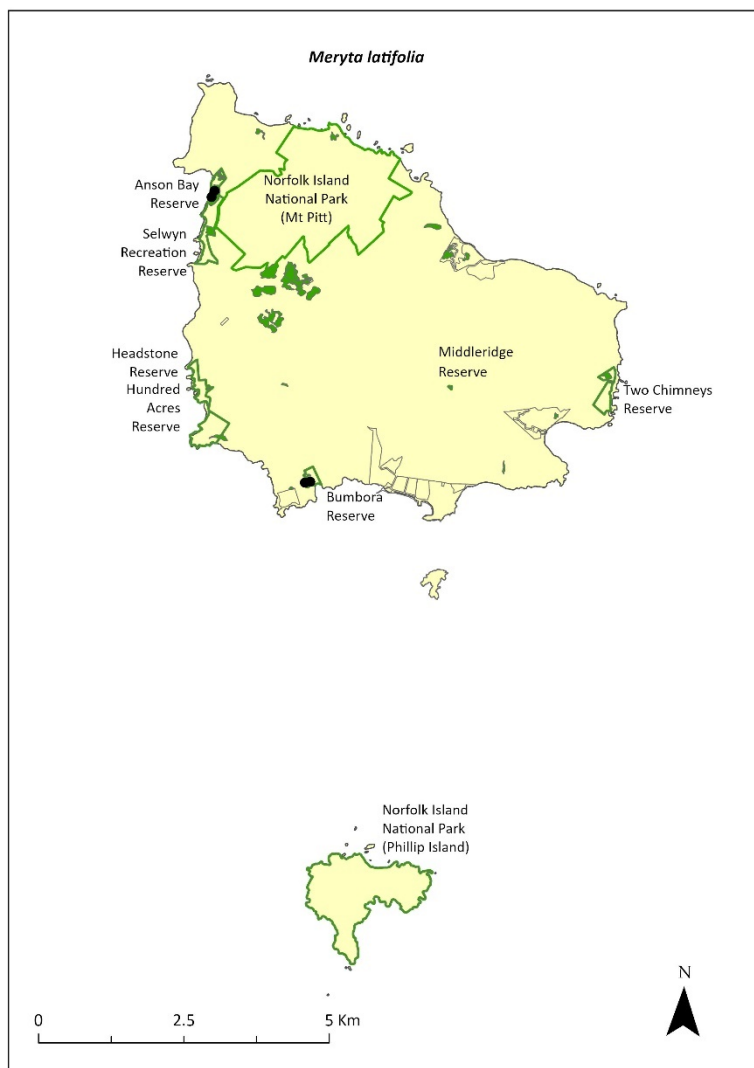 Meryta latifolia
Anson Bay
Reserve
Norfolk Island
National Park
(Mt Pitt)
Selwyn
Recreation
Reserve
Headstone
Reserve
Hundred
Acres
Reserve
Middleridge
Reserve
Two Chimneys
Reserve
Bumbora
Reserve
Norfolk Island
National Park
(Phillip Island)
N
0 2.5 5 Km